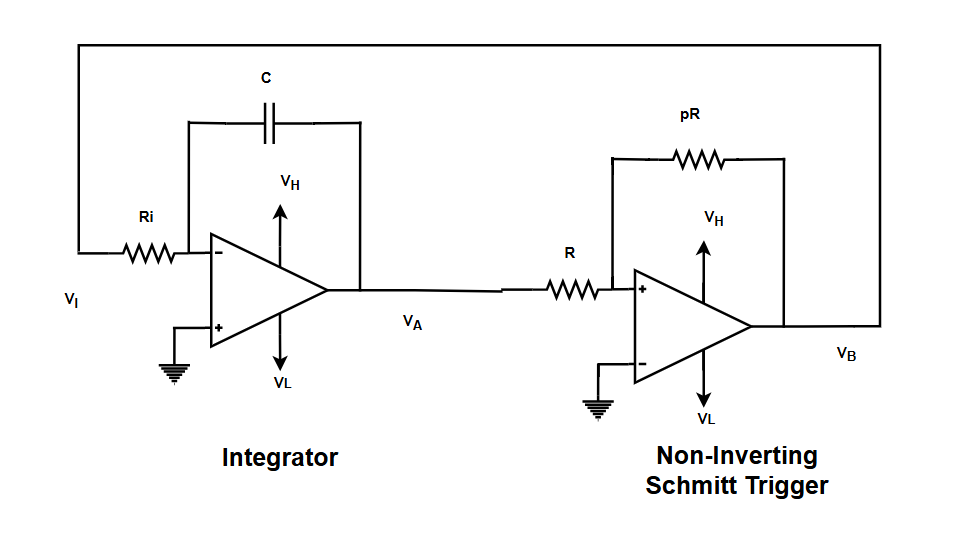 C
pR
VH
VH
Ri
R
VI
VA
VB
VL
VL
Integrator
Non-Inverting
Schmitt Trigger